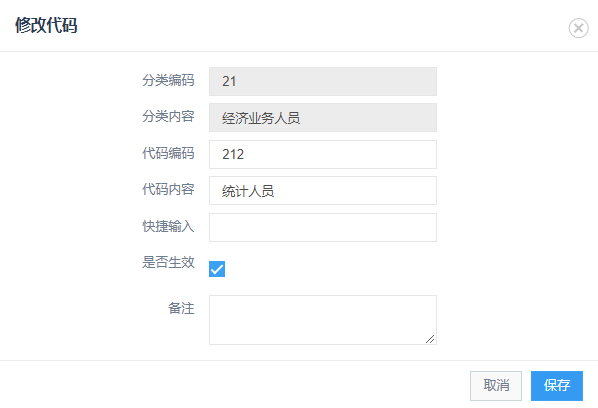 修改代码
分类编码 21
分类内容 经济业务人员
代码编码 212
代码内容 统计人员
快捷输入
是否生效
备注
取消 保存